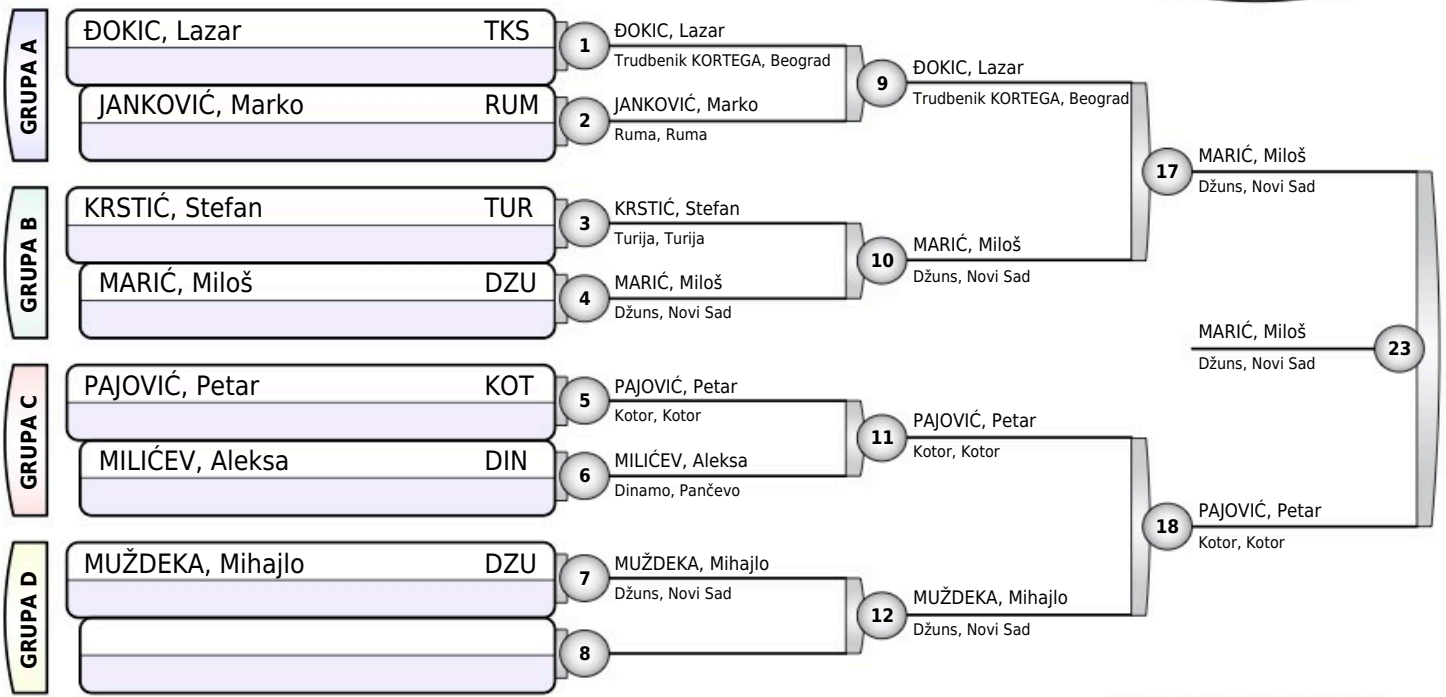 GRUPA A
ĐOKIC, Lazar TKS
JANKOVIĆ, Marko RUM
1
ĐOKIC, Lazar
Trudbenik KORTEGA, Beograd
2
JANKOVIĆ, Marko
Ruma, Ruma
9
ĐOKIC, Lazar
Trudbenik KORTEGA, Beograd
GRUPA B
KRSTIĆ, Stefan TUR
MARIĆ, Miloš DZU
3
KRSTIĆ, Stefan
Turija, Turija
4
MARIĆ, Miloš
Džuns, Novi Sad
10
MARIĆ, Miloš
Džuns, Novi Sad
17
MARIĆ, Miloš
Džuns, Novi Sad
GRUPA C
PAJOVIĆ, Petar KOT
MILIĆEV, Aleksa DIN
5
PAJOVIĆ, Petar
Kotor, Kotor
6
MILIĆEV, Aleksa
Dinamo, Pančevo
11
PAJOVIĆ, Petar
Kotor, Kotor
GRUPA D
MUŽDEKA, Mihajlo DZU
7
MUŽDEKA, Mihajlo
Džuns, Novi Sad
8
12
MUŽDEKA, Mihajlo
Džuns, Novi Sad
18
PAJOVIĆ, Petar
Kotor, Kotor
MARIĆ, Miloš
Džuns, Novi Sad
23